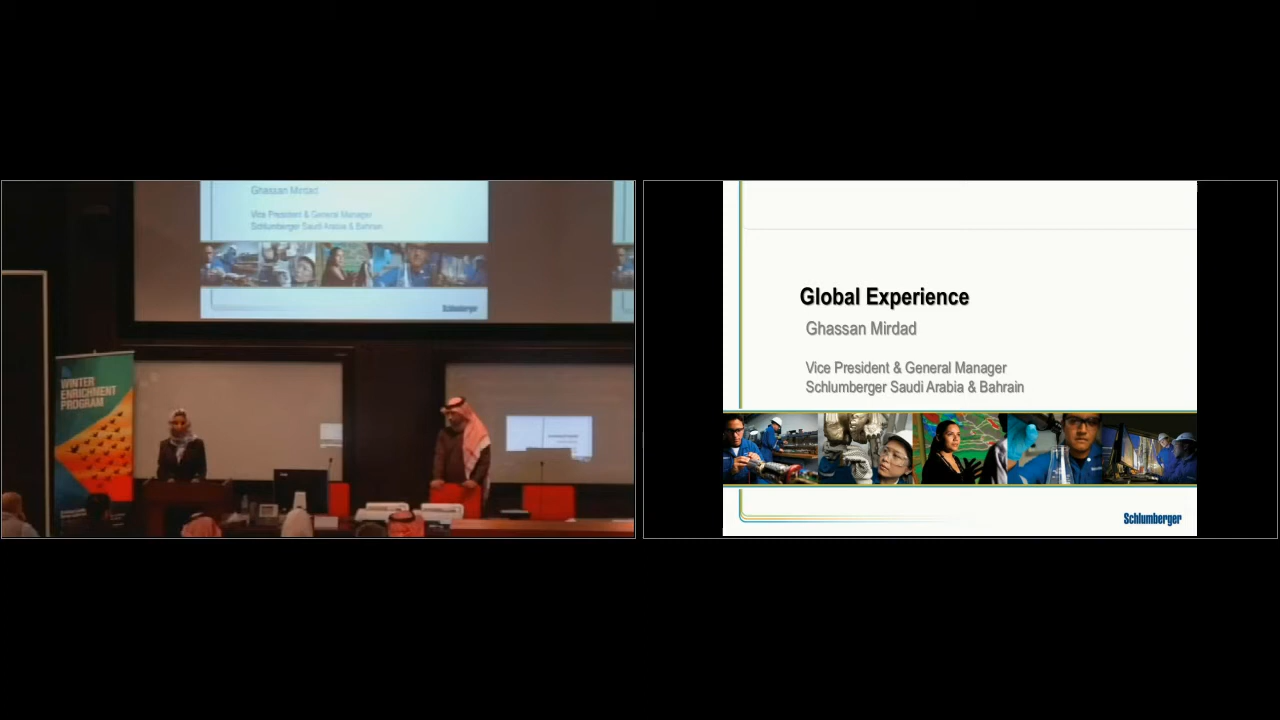 Ghassan Mirdad
Vice President & General Manager
Schlumberger Saudi Arabia & Bahrain
Schlumberger
WINTER
ENRICHMENT
PROGRAM
Global Experience
Ghassan Mirdad
Vice President & General Manager
Schlumberger Saudi Arabia & Bahrain
Schlumberger